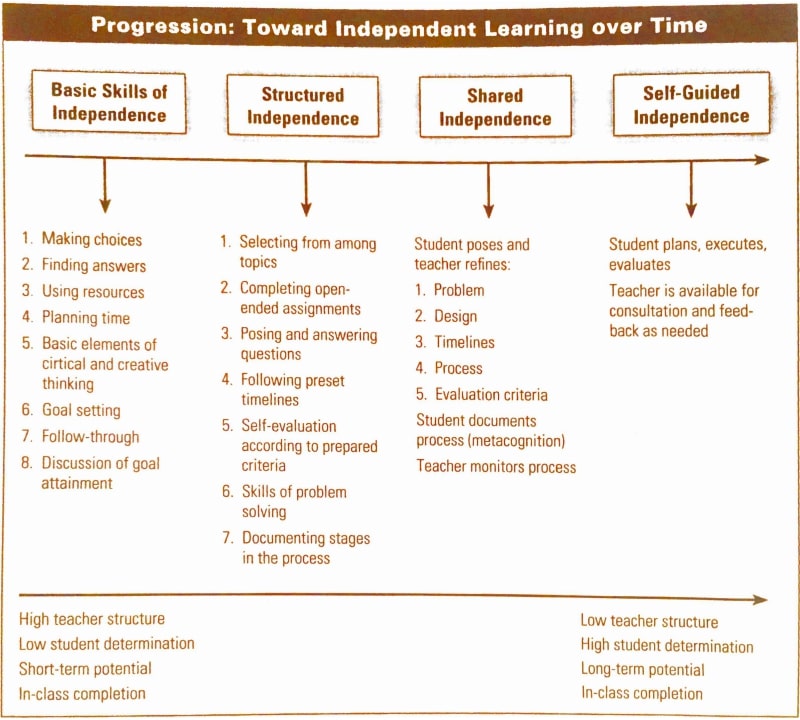 Progression: Toward Independent Learning over Time
Basic Skills of
Independence
Structured
Independence
Shared
Independence
Self-Guided
Independence
1. Making choices
2. Finding answers
3. Using resources
4. Planning time
5. Basic elements of
cirtical and creative
thinking
6. Goal setting
7. Follow-through
8. Discussion of goal
attainment
1. Selecting from among
topics
2. Completing open-
ended assignments
3. Posing and answering
questions
4. Following preset
timelines
5. Self-evaluation
according to prepared
criteria
6. Skills of problem
solving
7. Documenting stages
in the process
Student poses and
teacher refines:
1. Problem
2. Design
3. Timelines
4. Process
5. Evaluation criteria
Student documents
process (metacognition)
Teacher monitors process
Student plans, executes,
evaluates
Teacher is available for
consultation and feed-
back as needed
High teacher structure
Low student determination
Short-term potential
In-class completion
Low teacher structure
High student determination
Long-term potential
In-class completion